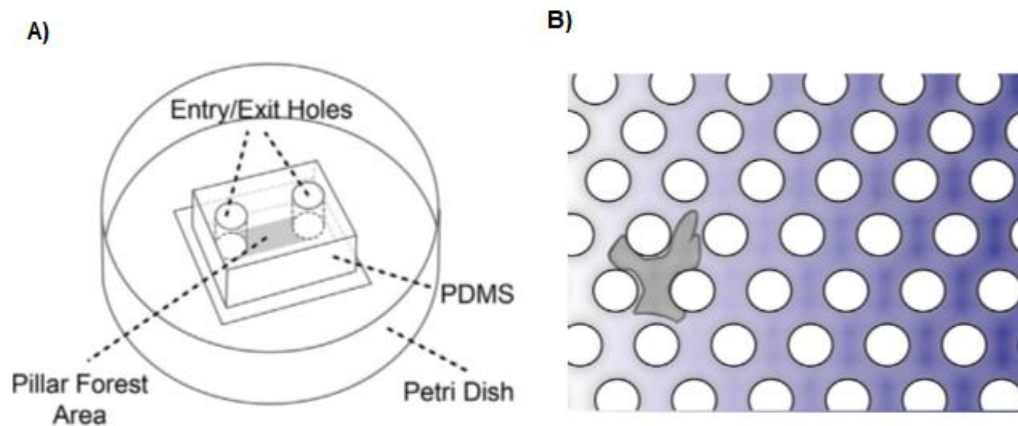 A)
Entry/Exit Holes
PDMS
Pillar Forest
Area
Petri Dish
B)